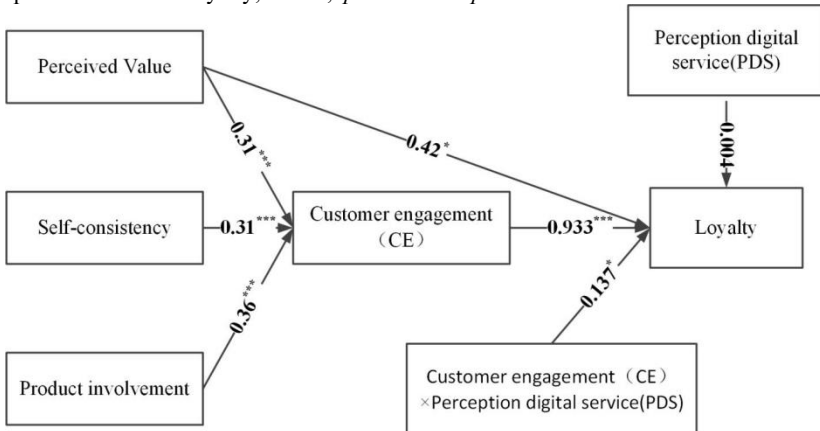 Perceived Value
Perception digital
service(PDS)
0.31***
0.42*
0.004
Self-consistency
0.31***
Customer engagement
（CE）
0.933***
Loyalty
0.36***
0.137*
Product involvement
Customer engagement（CE）
×Perception digital service(PDS)